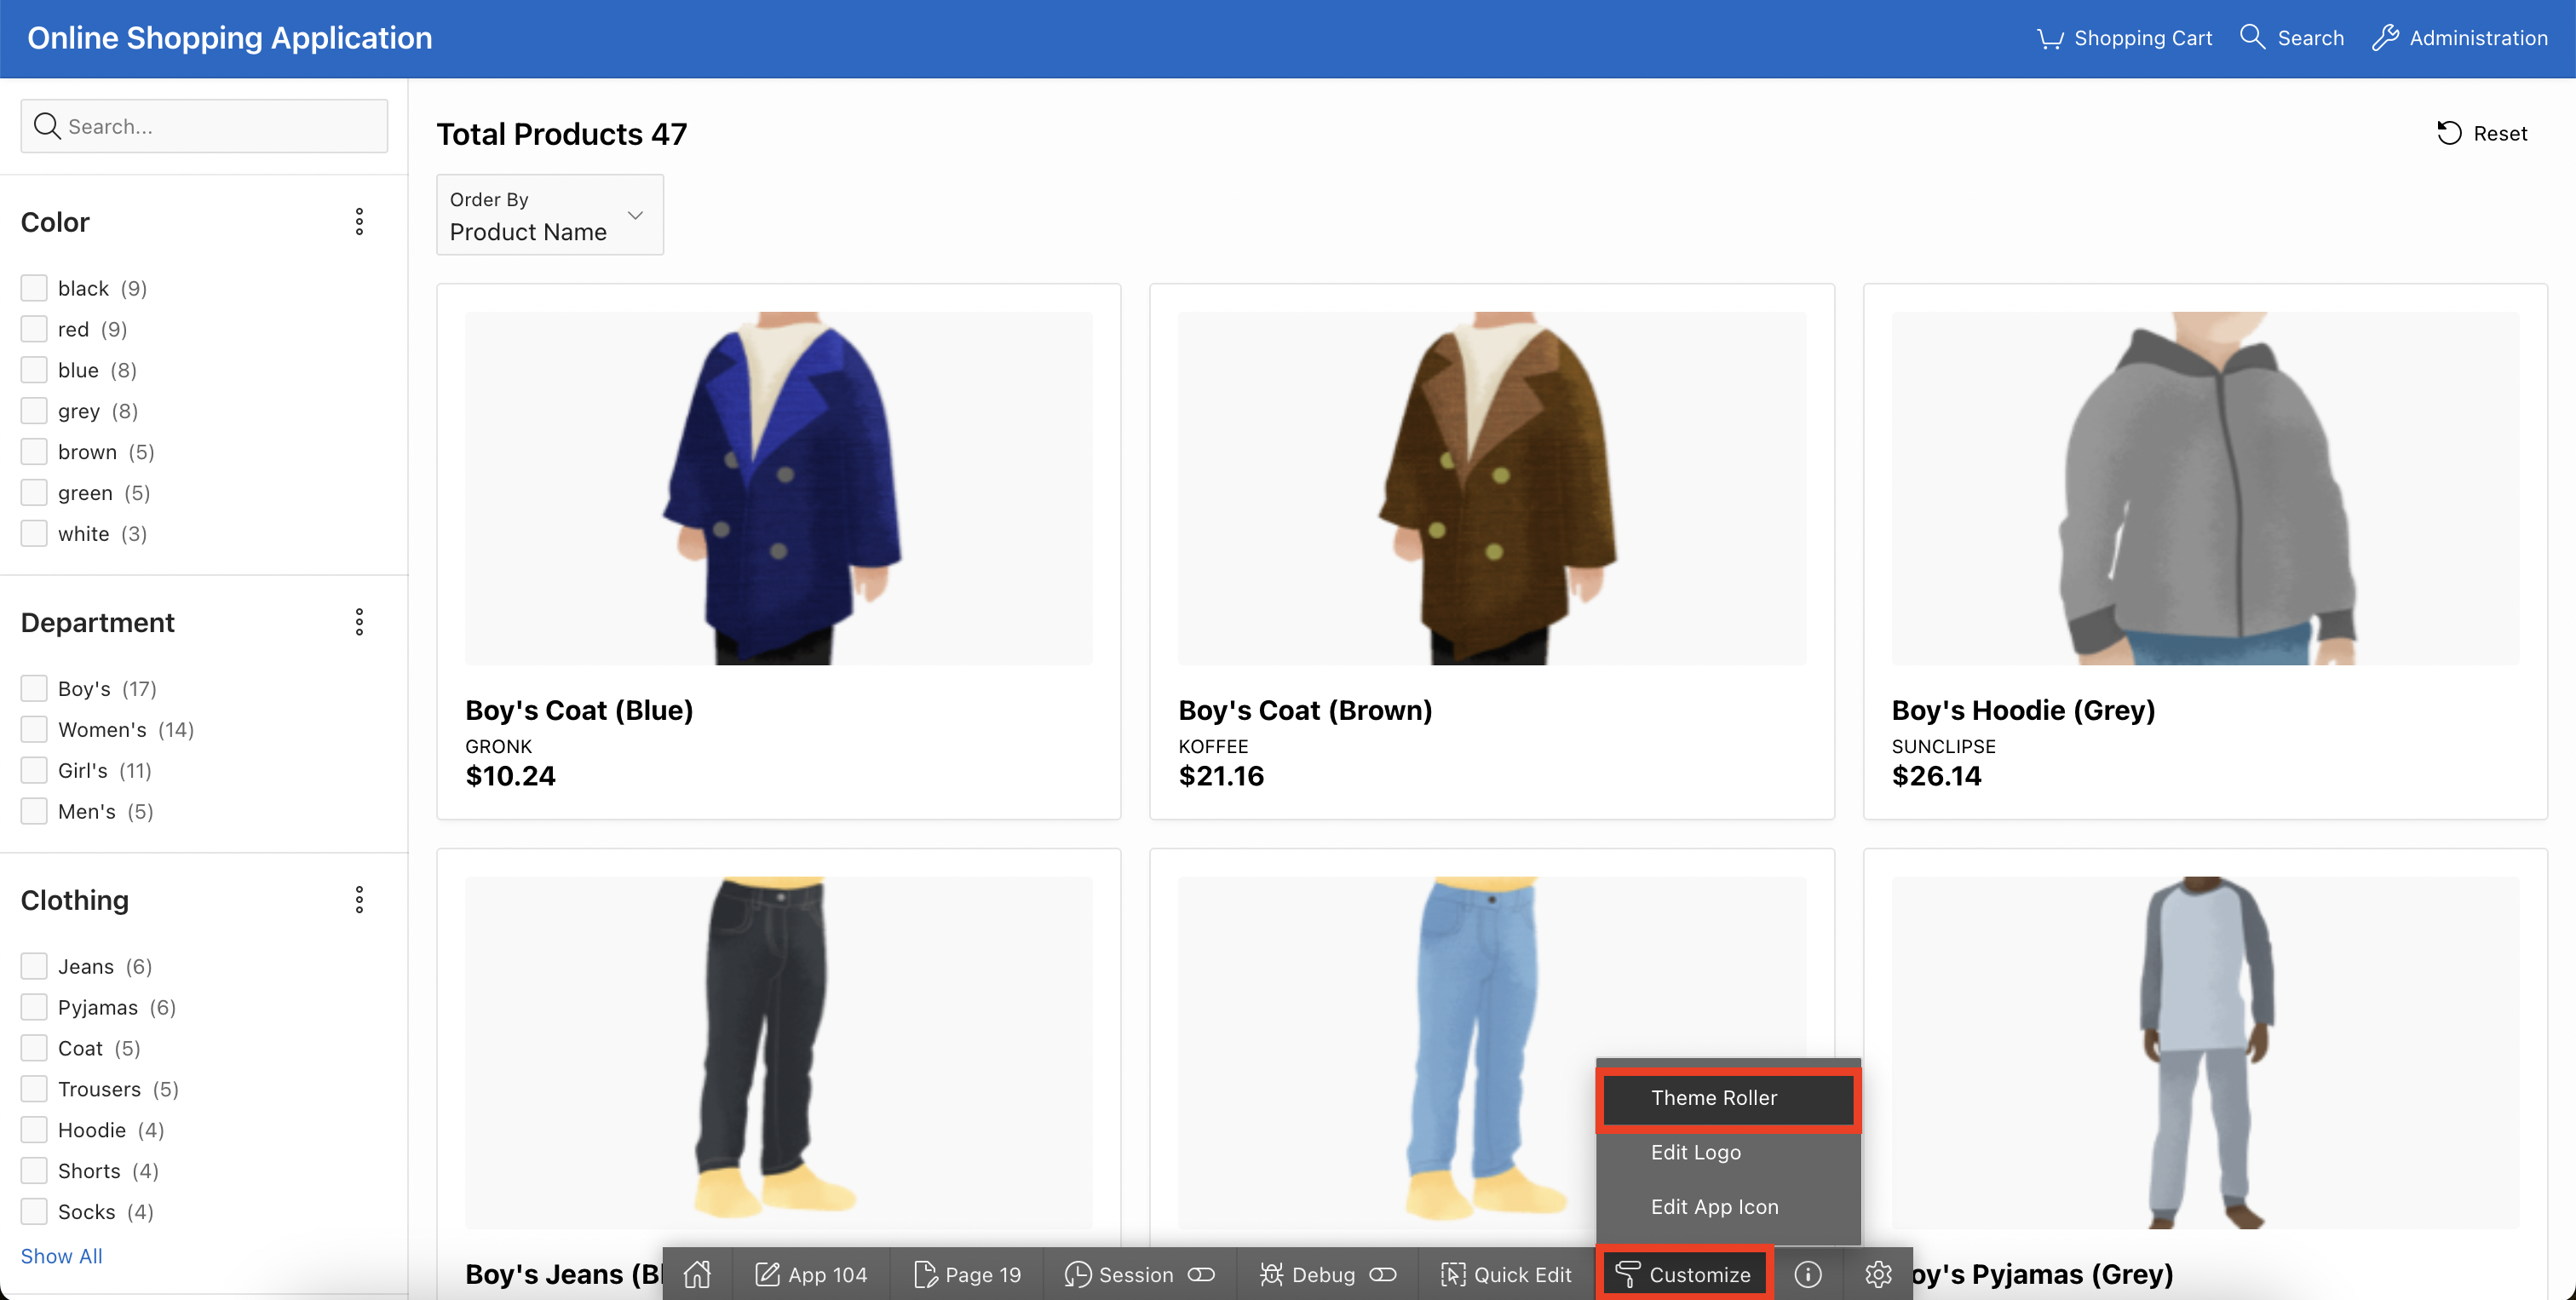 Online Shopping Application
Shopping Cart
Search
Administration
Search...
Color
black (9)
red (9)
blue (8)
grey (8)
brown (5)
green (5)
white (3)
Department
Boy's (17)
Women's (14)
Girl's (11)
Men's (5)
Clothing
Jeans (6)
Pyjamas (6)
Coat (5)
Trousers (5)
Hoodie (4)
Shorts (4)
Socks (4)
Show All
Total Products 47
Reset
Order By
Product Name
Boy's Coat (Blue)
GRONK
$10.24
Boy's Coat (Brown)
KOFFEE
$21.16
Boy's Hoodie (Grey)
SUNCLIPSE
$26.14
Boy's Jeans (Bl
oy's Pyjamas (Grey)
Theme Roller
Edit Logo
Edit App Icon
App 104
Page 19
Session
Debug
Quick Edit
Customize